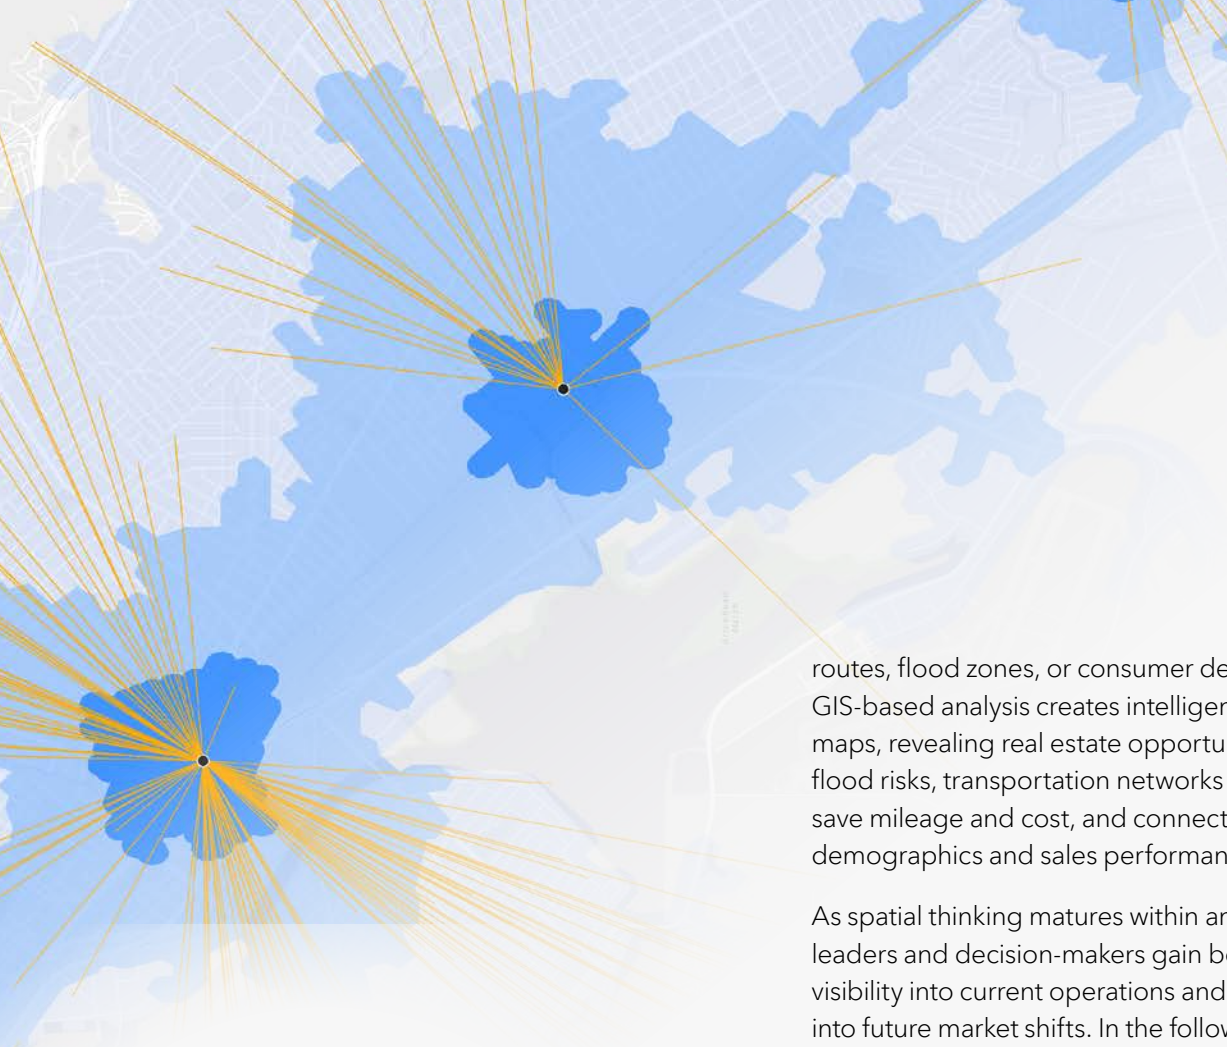 routes, flood zones, or consumer de
GIS-based analysis creates intelligen
maps, revealing real estate opportu
flood risks, transportation networks
save mileage and cost, and connect
demographics and sales performan
As spatial thinking matures within an
leaders and decision-makers gain be
visibility into current operations and
into future market shifts. In the follow